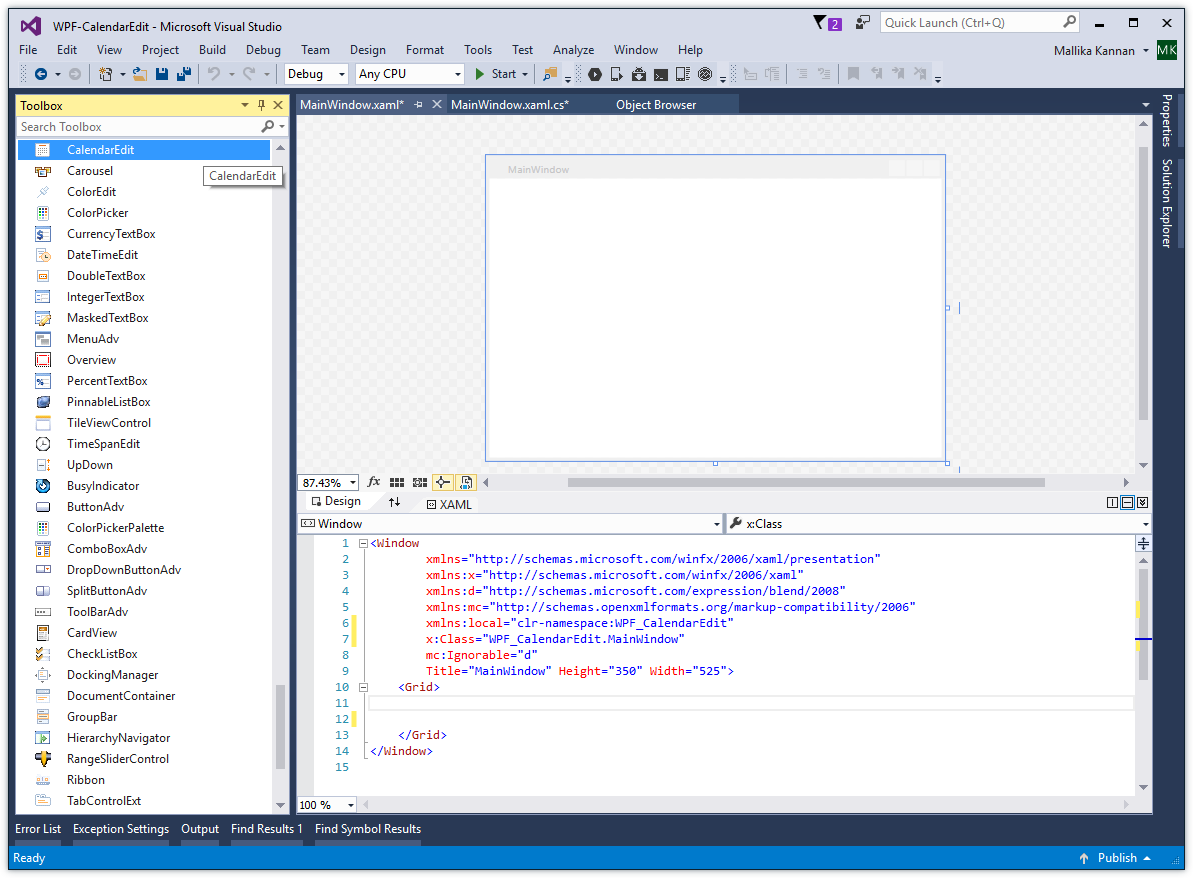 WPF-CalendarEdit - Microsoft Visual Studio
2
Quick Launch (Ctrl+Q)
File Edit View Project Build Debug Team Design Format Tools Test Analyze Window Help
Mallika Kannan MK
Debug Any CPU Start
Toolbox
Search Toolbox
CalendarEdit
CalendarEdit
Carousel
ColorEdit
ColorPicker
CurrencyTextBox
DateTimeEdit
DoubleTextBox
IntegerTextBox
MaskedTextBox
MenuAdv
Overview
PercentTextBox
PinnableListBox
TileViewControl
TimeSpanEdit
UpDown
BusyIndicator
ButtonAdv
ColorPickerPalette
ComboBoxAdv
DropDownButtonAdv
SplitButtonAdv
ToolBarAdv
CardView
CheckListBox
DockingManager
DocumentContainer
GroupBar
HierarchyNavigator
RangeSliderControl
Ribbon
TabControlExt
MainWindow.xaml* MainWindow.xaml.cs* Object Browser
MainWindow
Properties
Solution Explorer
87.43% fx
Design XAML
Window x:Class
1 <Window
2 xmlns="http://schemas.microsoft.com/winfx/2006/xaml/presentation"
3 xmlns:x="http://schemas.microsoft.com/winfx/2006/xaml"
4 xmlns:d="http://schemas.microsoft.com/expression/blend/2008"
5 xmlns:mc="http://schemas.openxmlformats.org/markup-compatibility/2006"
6 xmlns:local="clr-namespace:WPF_CalendarEdit"
7 x:Class="WPF_CalendarEdit.MainWindow"
8 mc:Ignorable="d"
9 Title="MainWindow" Height="350" Width="525">
10 <Grid>
11
12
13 </Grid>
14 </Window>
15
100 %
Error List Exception Settings Output Find Results 1 Find Symbol Results
Ready
Publish